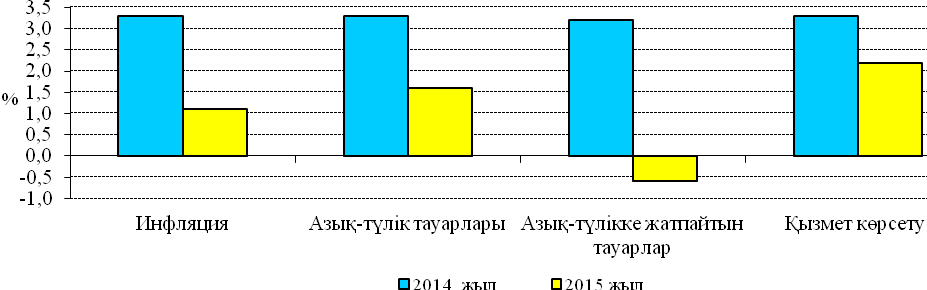 3,5
3,0
2,5
2,0
%
1,5
1,0
0,5
0,0
-0,5
-1,0
Инфляция
Азық-түлік тауарлары
Азық-түлікке жатпайтын
тауарлар
Қызмет көрсету
2014 жыл
2015 жыл